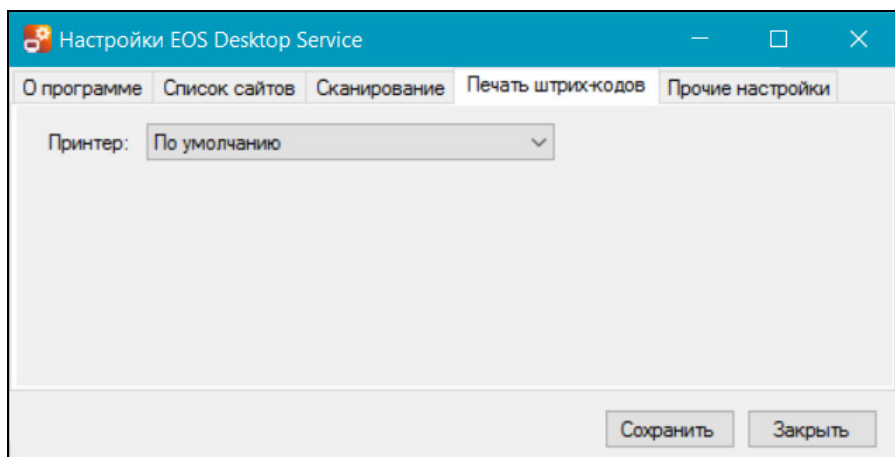 Настройки EOS Desktop Service
О программе Список сайтов Сканирование Печать штрих-кодов Прочие настройки
Принтер: По умолчанию
Сохранить Закрыть